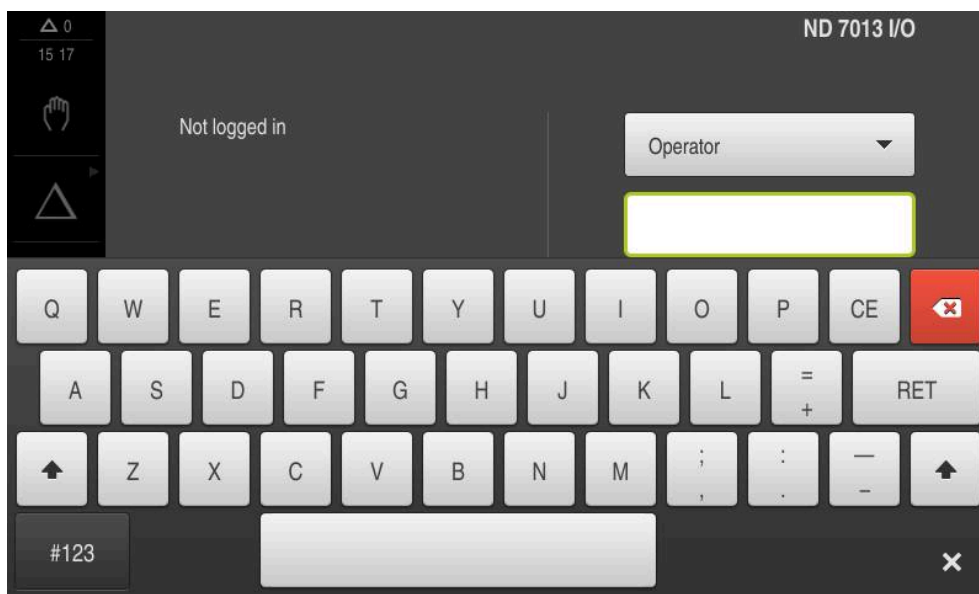 0
ND 7013 I/O
15 17
Not logged in
Operator
Q W E R T Y U I O P CE
A S D F G H J K L = + RET
Z X C V B N M ; , : . — –
#123